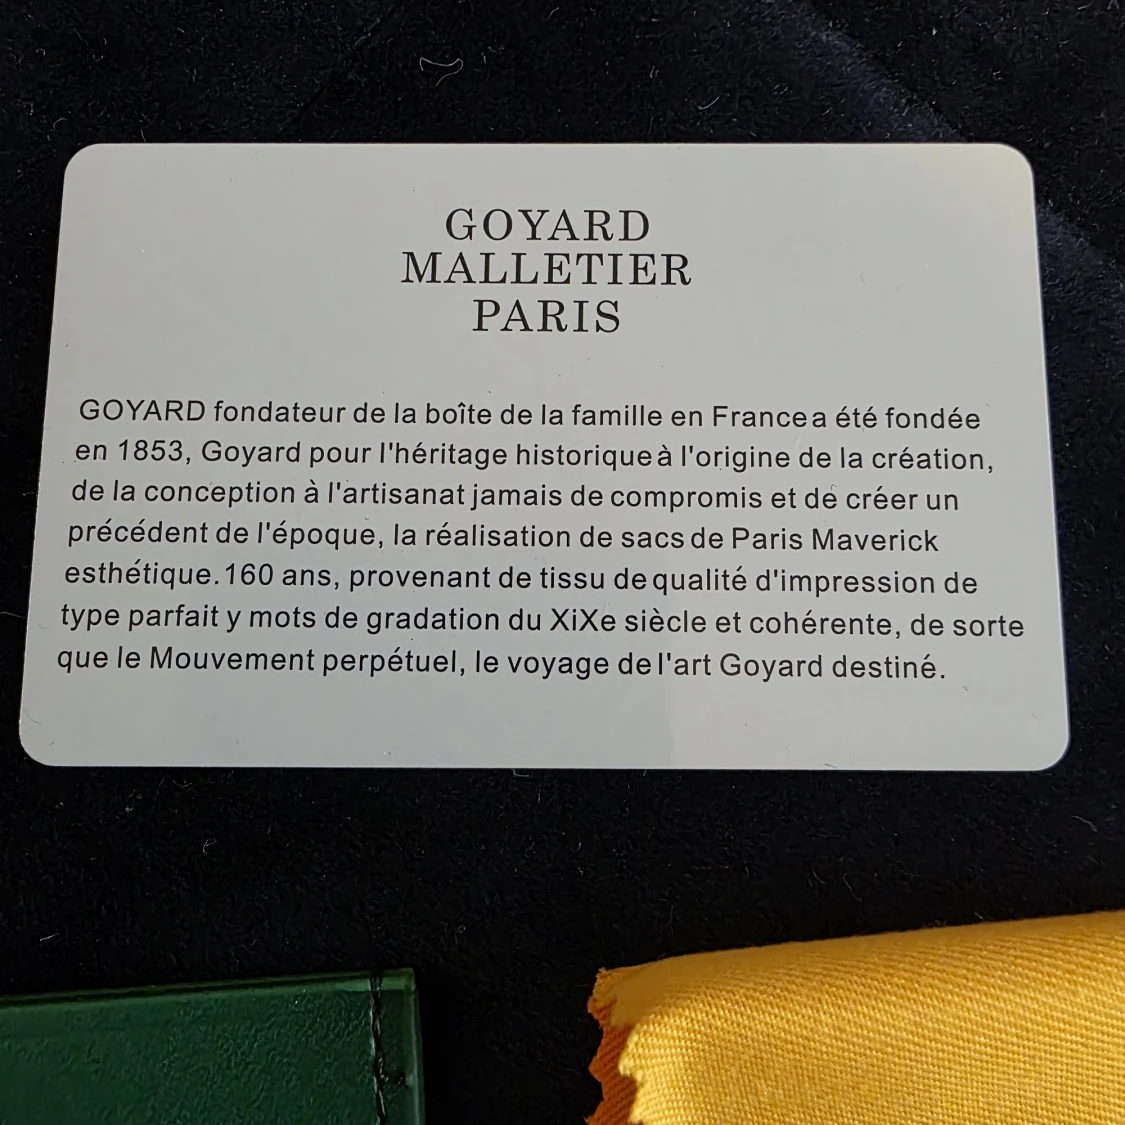 GOYARD
MALLETIER
PARIS
GOYARD fondateur de la boîte de la famille en France a été fondée
en 1853, Goyard pour l'héritage historique à l'origine de la création,
de la conception à l'artisanat jamais de compromis et de créer un
précédent de l'époque, la réalisation de sacs de Paris Maverick
esthétique.160 ans, provenant de tissu de qualité d'impression de
type parfait y mots de gradation du XiXe siècle et cohérente, de sorte
que le Mouvement perpétuel, le voyage de l'art Goyard destiné.